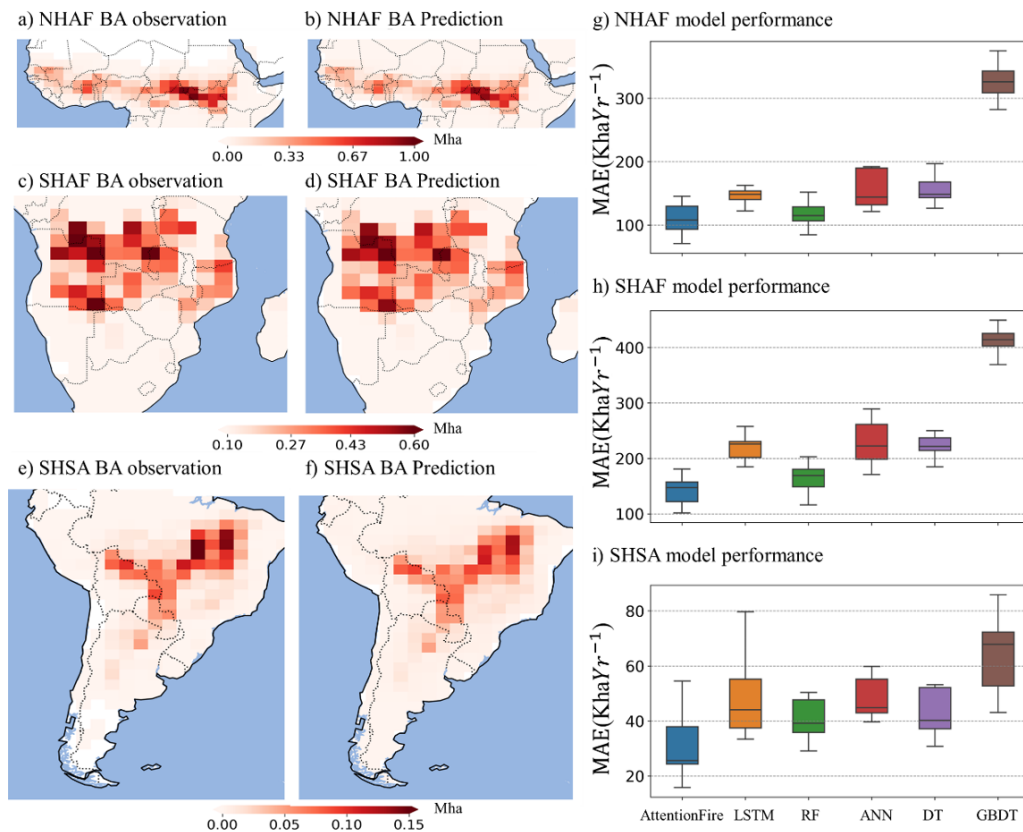 a) NHAF BA observation
b) NHAF BA Prediction
0.00 0.33 0.67 1.00
Mha
c) SHAF BA observation
d) SHAF BA Prediction
0.10 0.27 0.43 0.60
Mha
e) SHSA BA observation
f) SHSA BA Prediction
0.00 0.05 0.10 0.15
Mha
g) NHAF model performance
MAE(KhaYr⁻¹)
300
200
100
h) SHAF model performance
MAE(KhaYr⁻¹)
400
300
200
100
i) SHSA model performance
MAE(KhaYr⁻¹)
80
60
40
20
AttentionFire LSTM RF ANN DT GBDT